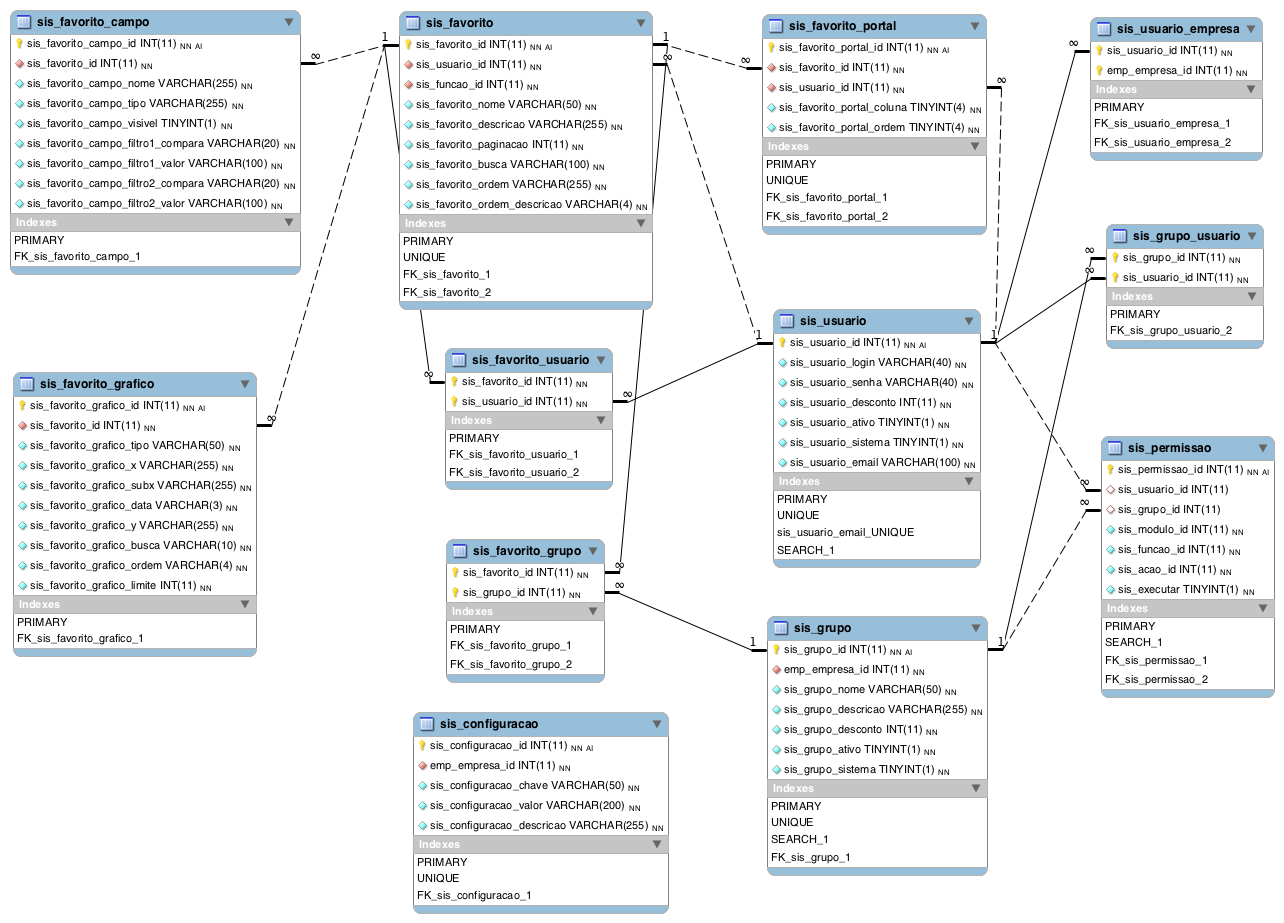 sis_favorito_campo
sis_favorito_campo_id INT(11) NN AI
sis_favorito_id INT(11) NN
sis_favorito_campo_nome VARCHAR(255) NN
sis_favorito_campo_tipo VARCHAR(255) NN
sis_favorito_campo_visivel TINYINT(1) NN
sis_favorito_campo_filtro1_compara VARCHAR(20) NN
sis_favorito_campo_filtro1_valor VARCHAR(100) NN
sis_favorito_campo_filtro2_compara VARCHAR(20) NN
sis_favorito_campo_filtro2_valor VARCHAR(100) NN
Indexes
PRIMARY
FK_sis_favorito_campo_1
∞
1
sis_favorito
sis_favorito_id INT(11) NN AI
sis_usuario_id INT(11) NN
sis_funcao_id INT(11) NN
sis_favorito_nome VARCHAR(50) NN
sis_favorito_descricao VARCHAR(255) NN
sis_favorito_paginacao INT(11) NN
sis_favorito_busca VARCHAR(100) NN
sis_favorito_ordem VARCHAR(255) NN
sis_favorito_ordem_descricao VARCHAR(4) NN
Indexes
PRIMARY
UNIQUE
FK_sis_favorito_1
FK_sis_favorito_2
1
∞
∞
sis_favorito_portal
sis_favorito_portal_id INT(11) NN AI
sis_favorito_id INT(11) NN
sis_usuario_id INT(11) NN
sis_favorito_portal_coluna TINYINT(4) NN
sis_favorito_portal_ordem TINYINT(4) NN
Indexes
PRIMARY
UNIQUE
FK_sis_favorito_portal_1
FK_sis_favorito_portal_2
∞
∞
sis_usuario_empresa
sis_usuario_id INT(11) NN
emp_empresa_id INT(11) NN
Indexes
PRIMARY
FK_sis_usuario_empresa_1
FK_sis_usuario_empresa_2
∞
∞
sis_grupo_usuario
sis_grupo_id INT(11) NN
sis_usuario_id INT(11) NN
Indexes
PRIMARY
FK_sis_grupo_usuario_2
sis_favorito_grafico
sis_favorito_grafico_id INT(11) NN AI
sis_favorito_id INT(11) NN
sis_favorito_grafico_tipo VARCHAR(50) NN
sis_favorito_grafico_x VARCHAR(255) NN
sis_favorito_grafico_subx VARCHAR(255) NN
sis_favorito_grafico_data VARCHAR(3) NN
sis_favorito_grafico_y VARCHAR(255) NN
sis_favorito_grafico_busca VARCHAR(10) NN
sis_favorito_grafico_ordem VARCHAR(4) NN
sis_favorito_grafico_limite INT(11) NN
Indexes
PRIMARY
FK_sis_favorito_grafico_1
∞
∞
sis_favorito_usuario
sis_favorito_id INT(11) NN
sis_usuario_id INT(11) NN
Indexes
PRIMARY
FK_sis_favorito_usuario_1
FK_sis_favorito_usuario_2
∞
1
sis_usuario
sis_usuario_id INT(11) NN AI
sis_usuario_login VARCHAR(40) NN
sis_usuario_senha VARCHAR(40) NN
sis_usuario_desconto INT(11) NN
sis_usuario_ativo TINYINT(1) NN
sis_usuario_sistema TINYINT(1) NN
sis_usuario_email VARCHAR(100) NN
Indexes
PRIMARY
UNIQUE
sis_usuario_email_UNIQUE
SEARCH_1
1
∞
∞
sis_permissao
sis_permissao_id INT(11) NN AI
sis_usuario_id INT(11)
sis_grupo_id INT(11)
sis_modulo_id INT(11) NN
sis_funcao_id INT(11) NN
sis_acao_id INT(11) NN
sis_executar TINYINT(1) NN
Indexes
PRIMARY
SEARCH_1
FK_sis_permissao_1
FK_sis_permissao_2
sis_favorito_grupo
sis_favorito_id INT(11) NN
sis_grupo_id INT(11) NN
Indexes
PRIMARY
FK_sis_favorito_grupo_1
FK_sis_favorito_grupo_2
∞
∞
1
sis_grupo
sis_grupo_id INT(11) NN AI
emp_empresa_id INT(11) NN
sis_grupo_nome VARCHAR(50) NN
sis_grupo_descricao VARCHAR(255) NN
sis_grupo_desconto INT(11) NN
sis_grupo_ativo TINYINT(1) NN
sis_grupo_sistema TINYINT(1) NN
Indexes
PRIMARY
UNIQUE
SEARCH_1
FK_sis_grupo_1
1
sis_configuracao
sis_configuracao_id INT(11) NN AI
emp_empresa_id INT(11) NN
sis_configuracao_chave VARCHAR(50) NN
sis_configuracao_valor VARCHAR(200) NN
sis_configuracao_descricao VARCHAR(255) NN
Indexes
PRIMARY
UNIQUE
FK_sis_configuracao_1